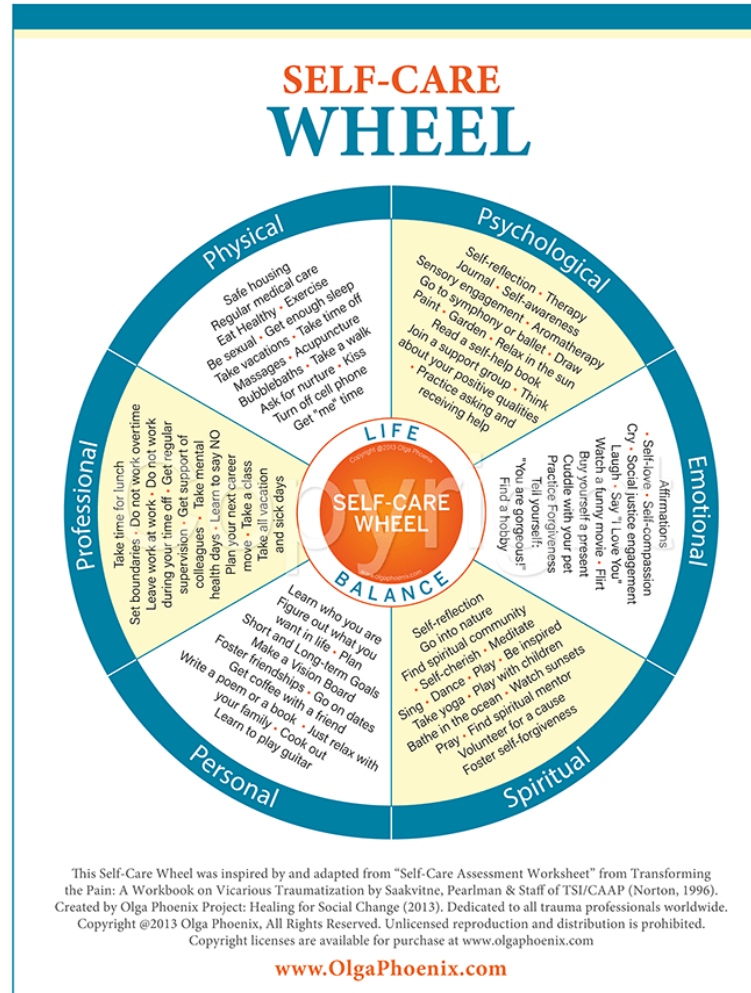 SELF-CARE
WHEEL
Physical
Safe housing
Regular medical care
Eat Healthy • Exercise
Be sexual • Get enough sleep
Take vacations • Take time off
Massages • Acupuncture
Bubblebaths • Take a walk
Ask for nurture • Kiss
Turn off cell phone
Get "me" time
Psychological
Self-reflection • Therapy
Journal • Self-awareness
Sensory engagement • Aromatherapy
Go to symphony or ballet • Draw
Paint • Garden • Relax in the sun
Read a self-help book
Join a support group • Think
about your positive qualities
• Practice asking and
receiving help
Emotional
Affirmations
• Self-love • Self-compassion
Cry • Social justice engagement
Laugh • Say "I Love You"
Watch a funny movie • Flirt
Buy yourself a present
Cuddle with your pet
Practice Forgiveness
Tell yourself:
"You are gorgeous!"
Find a hobby
Spiritual
Self-reflection
Go into nature
Find spiritual community
• Self-cherish • Meditate
Sing • Dance • Play • Be inspired
Take yoga • Play with children
Bathe in the ocean • Watch sunsets
Pray • Find spiritual mentor
Volunteer for a cause
Foster self-forgiveness
Personal
Learn who you are
Figure out what you
want in life • Plan
Short and Long-term Goals
Make a Vision Board
Foster friendships • Go on dates
Get coffee with a friend
Write a poem or a book • Just relax with
your family • Cook out
Learn to play guitar
Professional
Take time for lunch
Set boundaries • Do not work overtime
Leave work at work • Do not work
during your time off • Get regular
supervision • Get support of
colleagues • Take mental
health days • Learn to say NO
Plan your next career
move • Take a class
Take all vacation
and sick days
LIFE
Copyright @2013 Olga Phoenix
SELF-CARE
WHEEL
www.olgaphoenix.com
BALANCE
This Self-Care Wheel was inspired by and adapted from “Self-Care Assessment Worksheet” from Transforming
the Pain: A Workbook on Vicarious Traumatization by Saakvitne, Pearlman & Staff of TSI/CAAP (Norton, 1996).
Created by Olga Phoenix Project: Healing for Social Change (2013). Dedicated to all trauma professionals worldwide.
Copyright @2013 Olga Phoenix, All Rights Reserved. Unlicensed reproduction and distribution is prohibited.
Copyright licenses are available for purchase at www.olgaphoenix.com
www.OlgaPhoenix.com